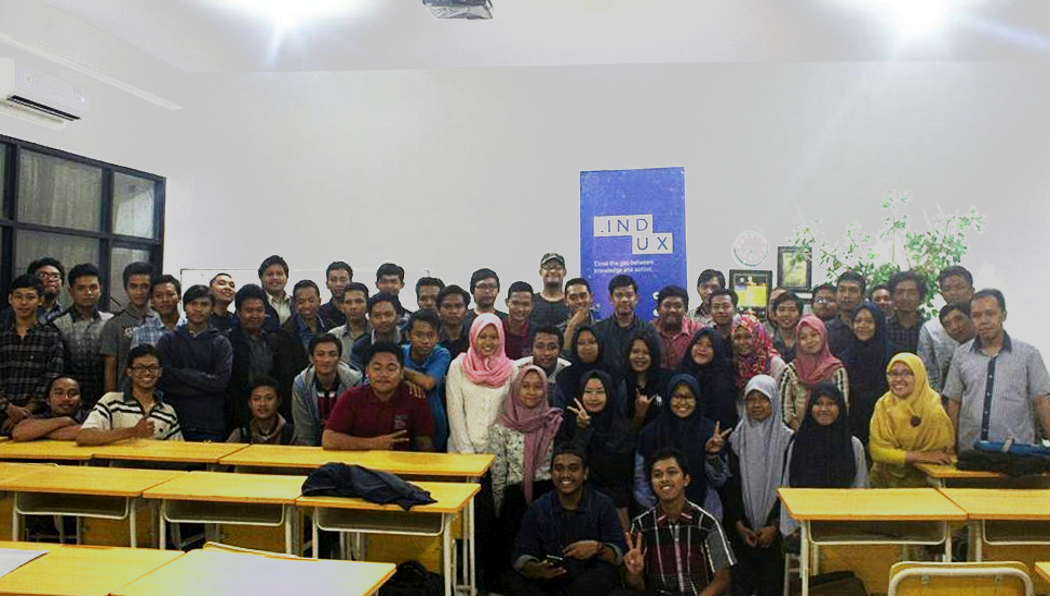 .IND
UX
Close the gap between
knowledge and action.